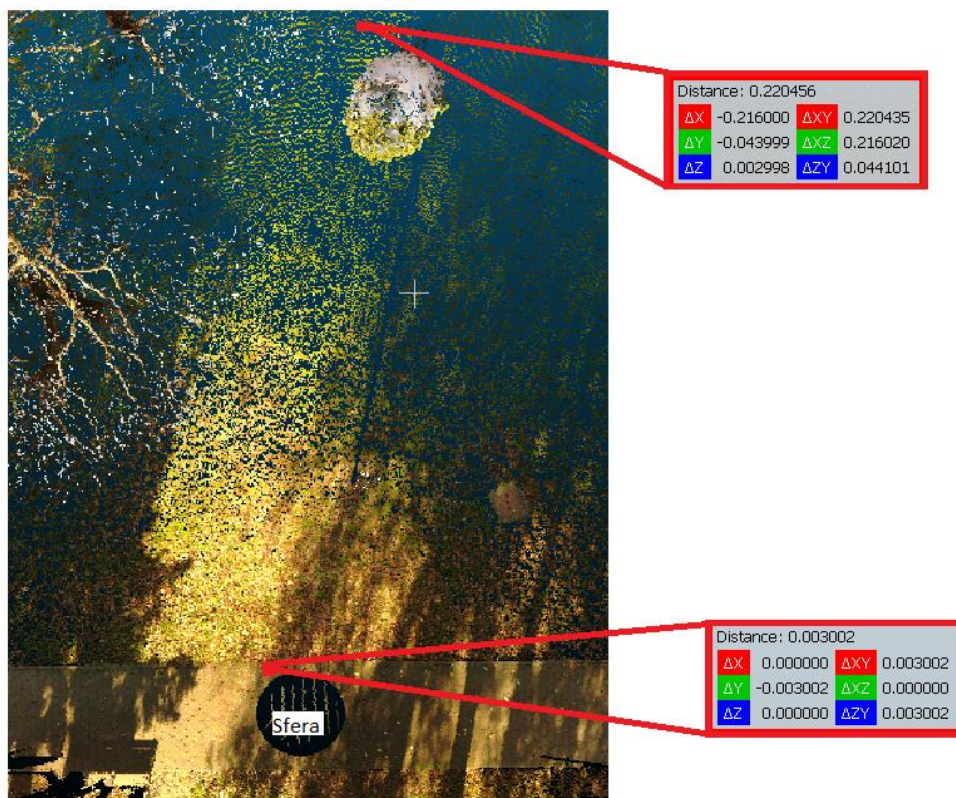 Distance: 0.220456
ΔX -0.216000 ΔXY 0.220435
ΔY -0.043999 ΔXZ 0.216020
ΔZ 0.002998 ΔZY 0.044101
Distance: 0.003002
ΔX 0.000000 ΔXY 0.003002
ΔY -0.003002 ΔXZ 0.000000
ΔZ 0.000000 ΔZY 0.003002
Sfera